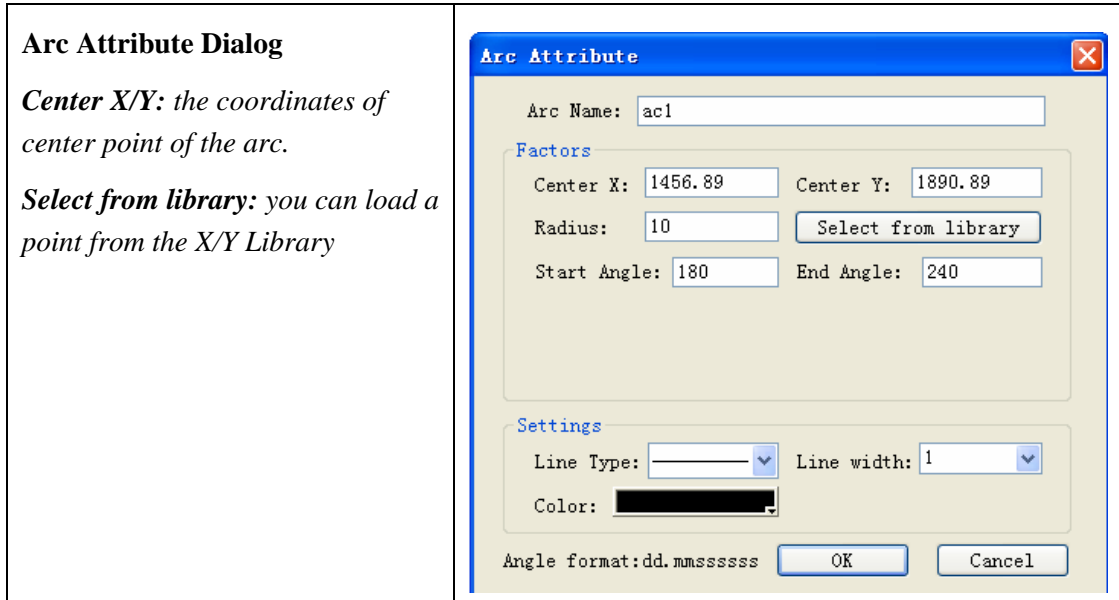 Arc Attribute Dialog
Center X/Y: the coordinates of
center point of the arc.
Select from library: you can load a
point from the X/Y Library
Arc Attribute
Arc Name: ac1
Factors
Center X: 1456.89 Center Y: 1890.89
Radius: 10 Select from library
Start Angle: 180 End Angle: 240
Settings
Line Type: Line width: 1
Color:
Angle format:dd.mmssssss OK Cancel